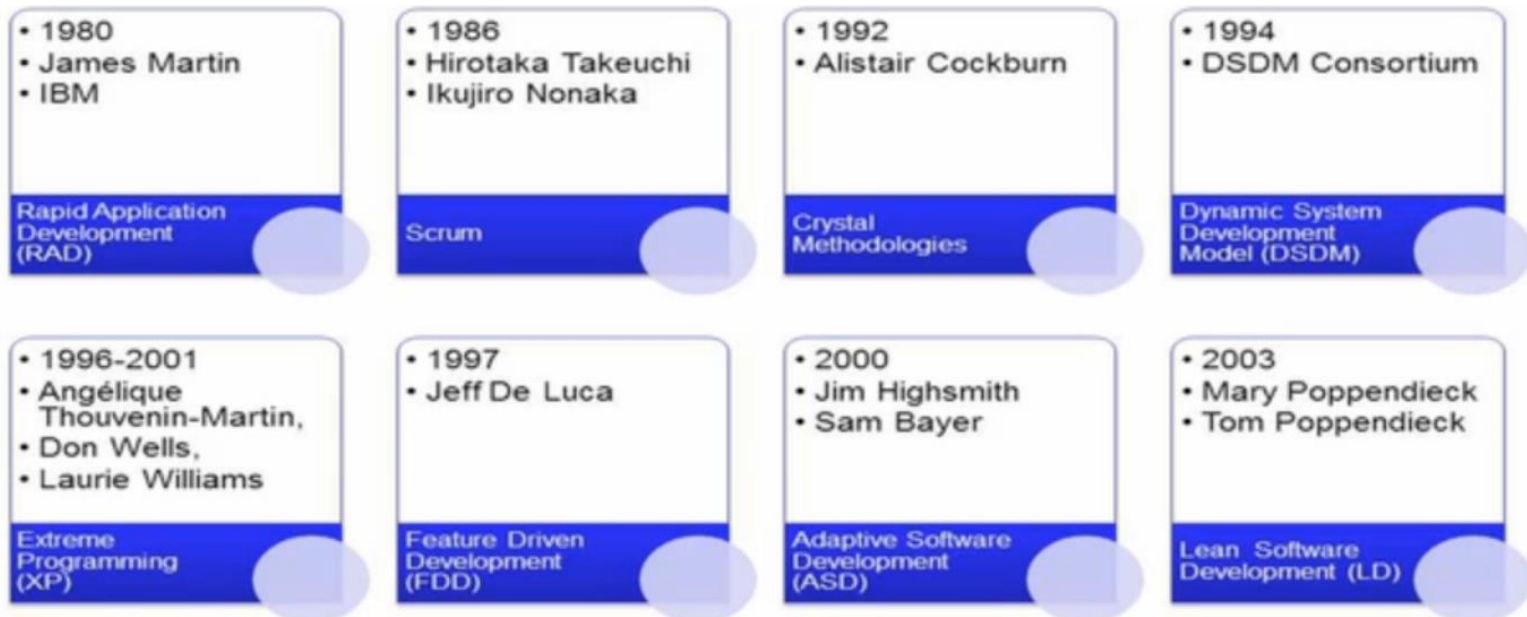 • 1980
• James Martin
• IBM
Rapid Application
Development
(RAD)
• 1986
• Hirotaka Takeuchi
• Ikujiro Nonaka
Scrum
• 1992
• Alistair Cockburn
Crystal
Methodologies
• 1994
• DSDM Consortium
Dynamic System
Development
Model (DSDM)
• 1996-2001
• Angélique
Thouvenin-Martin,
• Don Wells,
• Laurie Williams
Extreme
Programming
(XP)
• 1997
• Jeff De Luca
Feature Driven
Development
(FDD)
• 2000
• Jim Highsmith
• Sam Bayer
Adaptive Software
Development
(ASD)
• 2003
• Mary Poppendieck
• Tom Poppendieck
Lean Software
Development (LD)